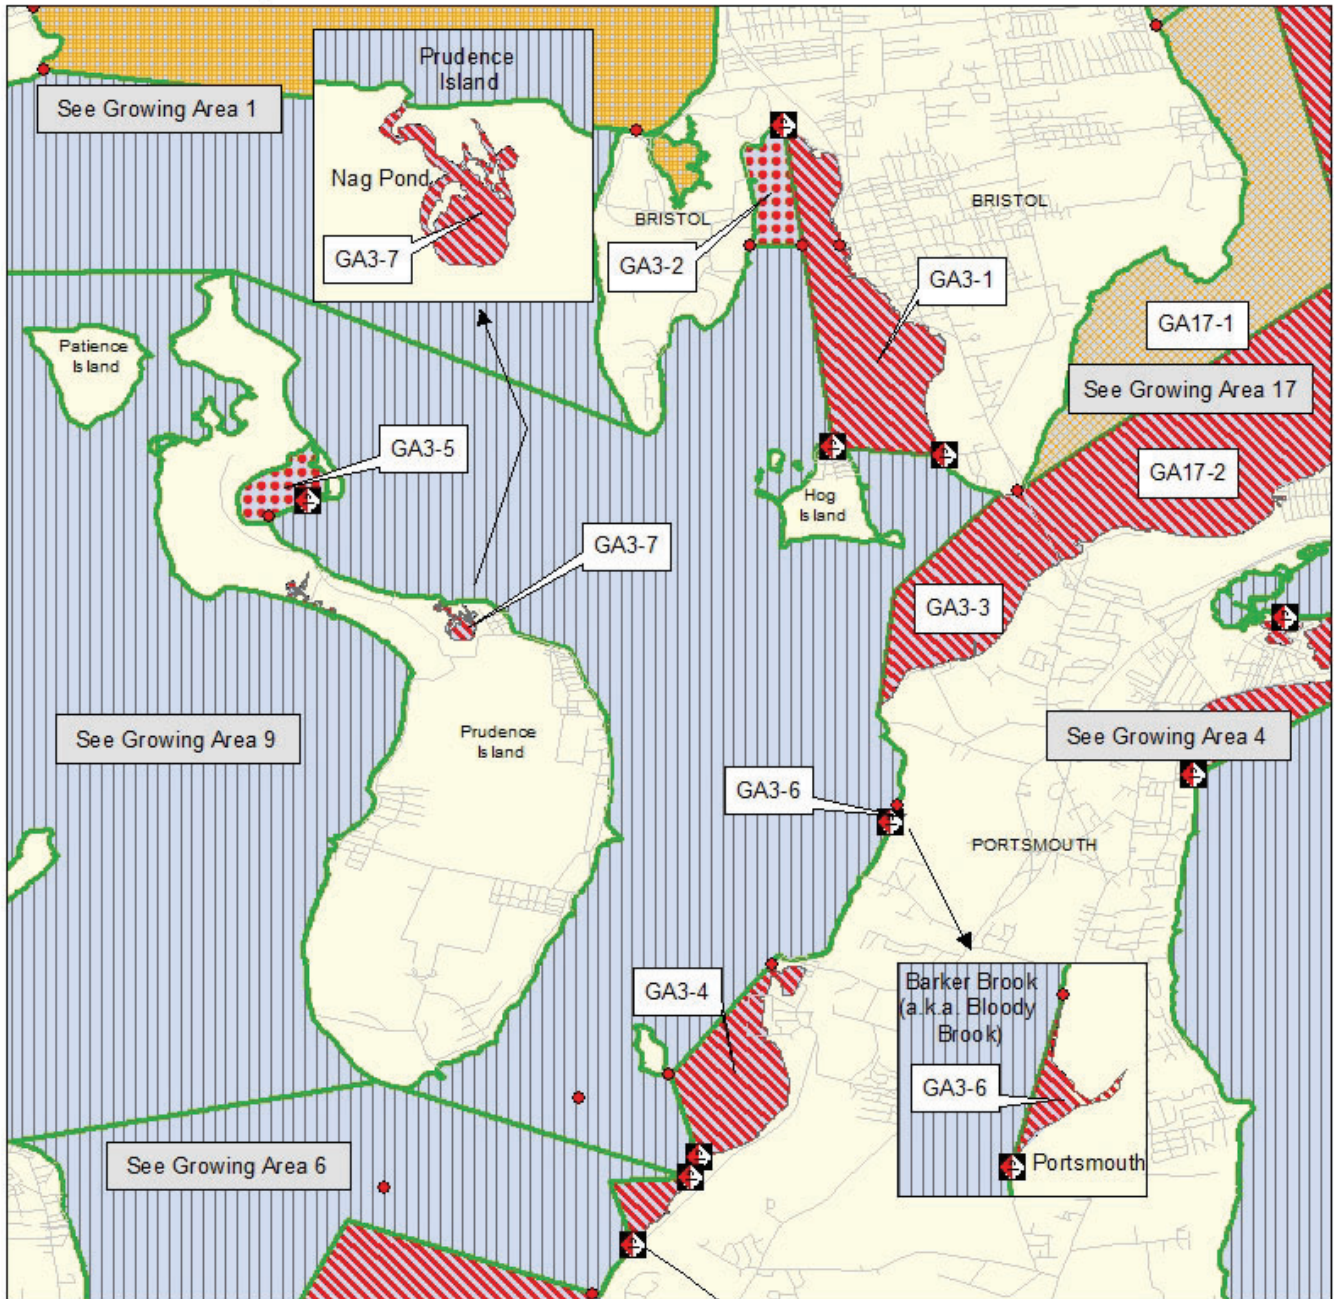 Prudence
Island
See Growing Area 1
Nag Pond
GA3-7
BRISTOL
BRISTOL
GA3-2
GA3-1
GA17-1
Patience
Island
See Growing Area 17
GA3-5
GA17-2
Hog
Island
GA3-7
GA3-3
See Growing Area 9
Prudence
Island
See Growing Area 4
GA3-6
PORTSMOUTH
GA3-4
Barker Brook
(a.k.a. Bloody
Brook)
GA3-6
See Growing Area 6
Portsmouth